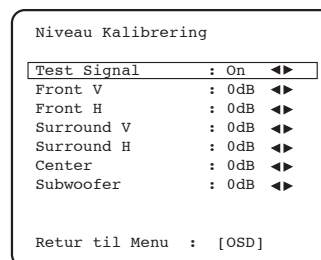 Niveau Kalibrering
Test Signal : On ◀▶
Front V : 0dB ◀▶
Front H : 0dB ◀▶
Surround V : 0dB ◀▶
Surround H : 0dB ◀▶
Center : 0dB ◀▶
Subwoofer : 0dB ◀▶
Retur til Menu : [OSD]